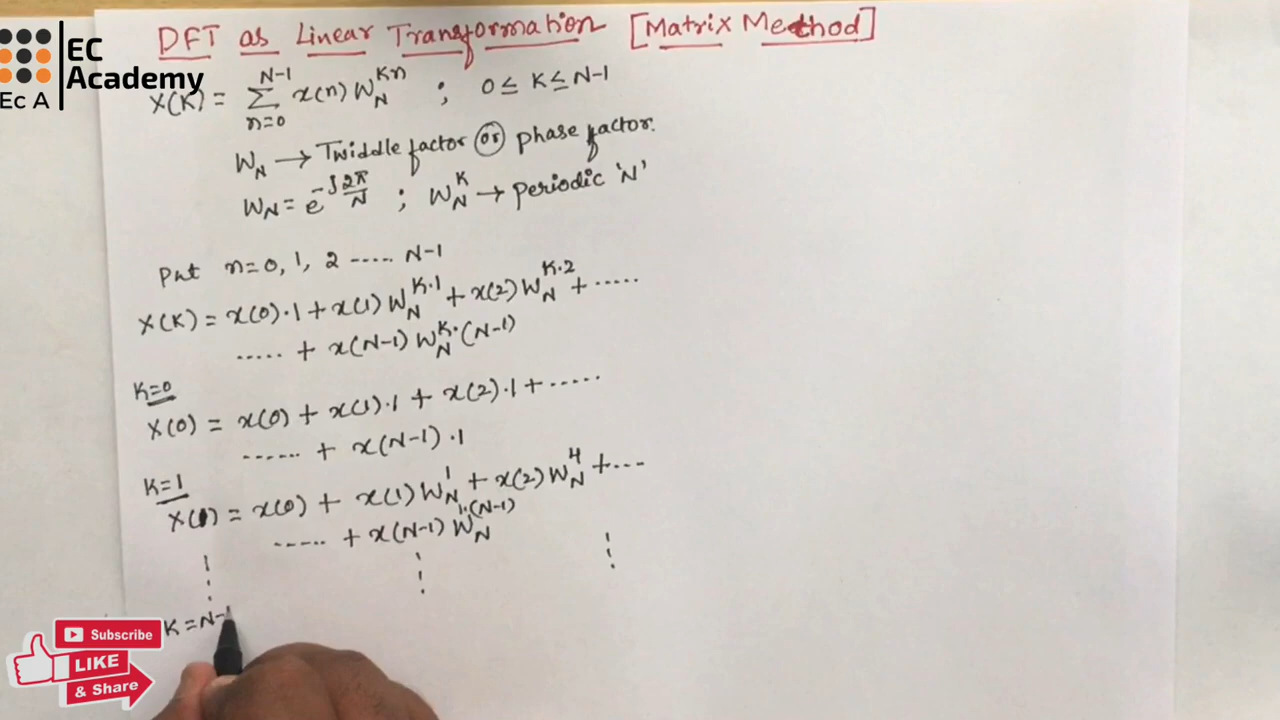 DFT as Linear Transformation [Matrix Method]
EC
Academy
Ec A
X(K) = Σ_{n=0}^{N-1} x(n) W_N^{Kn} ; 0 ≤ K ≤ N-1
W_N → Twiddle factor (or) phase factor.
W_N = e^{-j2π/N} ; W_N^K → periodic 'N'
Put n=0, 1, 2 ..... N-1
X(K) = x(0)·1 + x(1) W_N^{K·1} + x(2) W_N^{K·2} + .....
..... + x(N-1) W_N^{K·(N-1)}
K=0
X(0) = x(0) + x(1)·1 + x(2)·1 + .....
...... + x(N-1)·1
K=1
X(1) = x(0) + x(1) W_N^1 + x(2) W_N^4 + ...
...... + x(N-1) W_N^{1·(N-1)}
K = N-1
Subscribe
LIKE
& Share